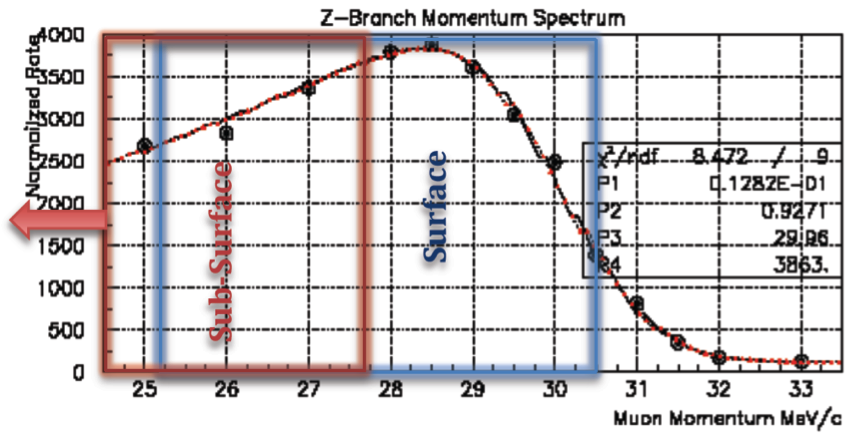 Z-Branch Momentum Spectrum
Normalized Rate
4000
3500
3000
2500
2000
1500
1000
500
0
Sub-Surface
Surface
χ²/ndf 8.472 / 9
P1 0.1282E-01
P2 0.9271
P3 29.96
P4 3863.
25 26 27 28 29 30 31 32 33
Muon Momentum MeV/c